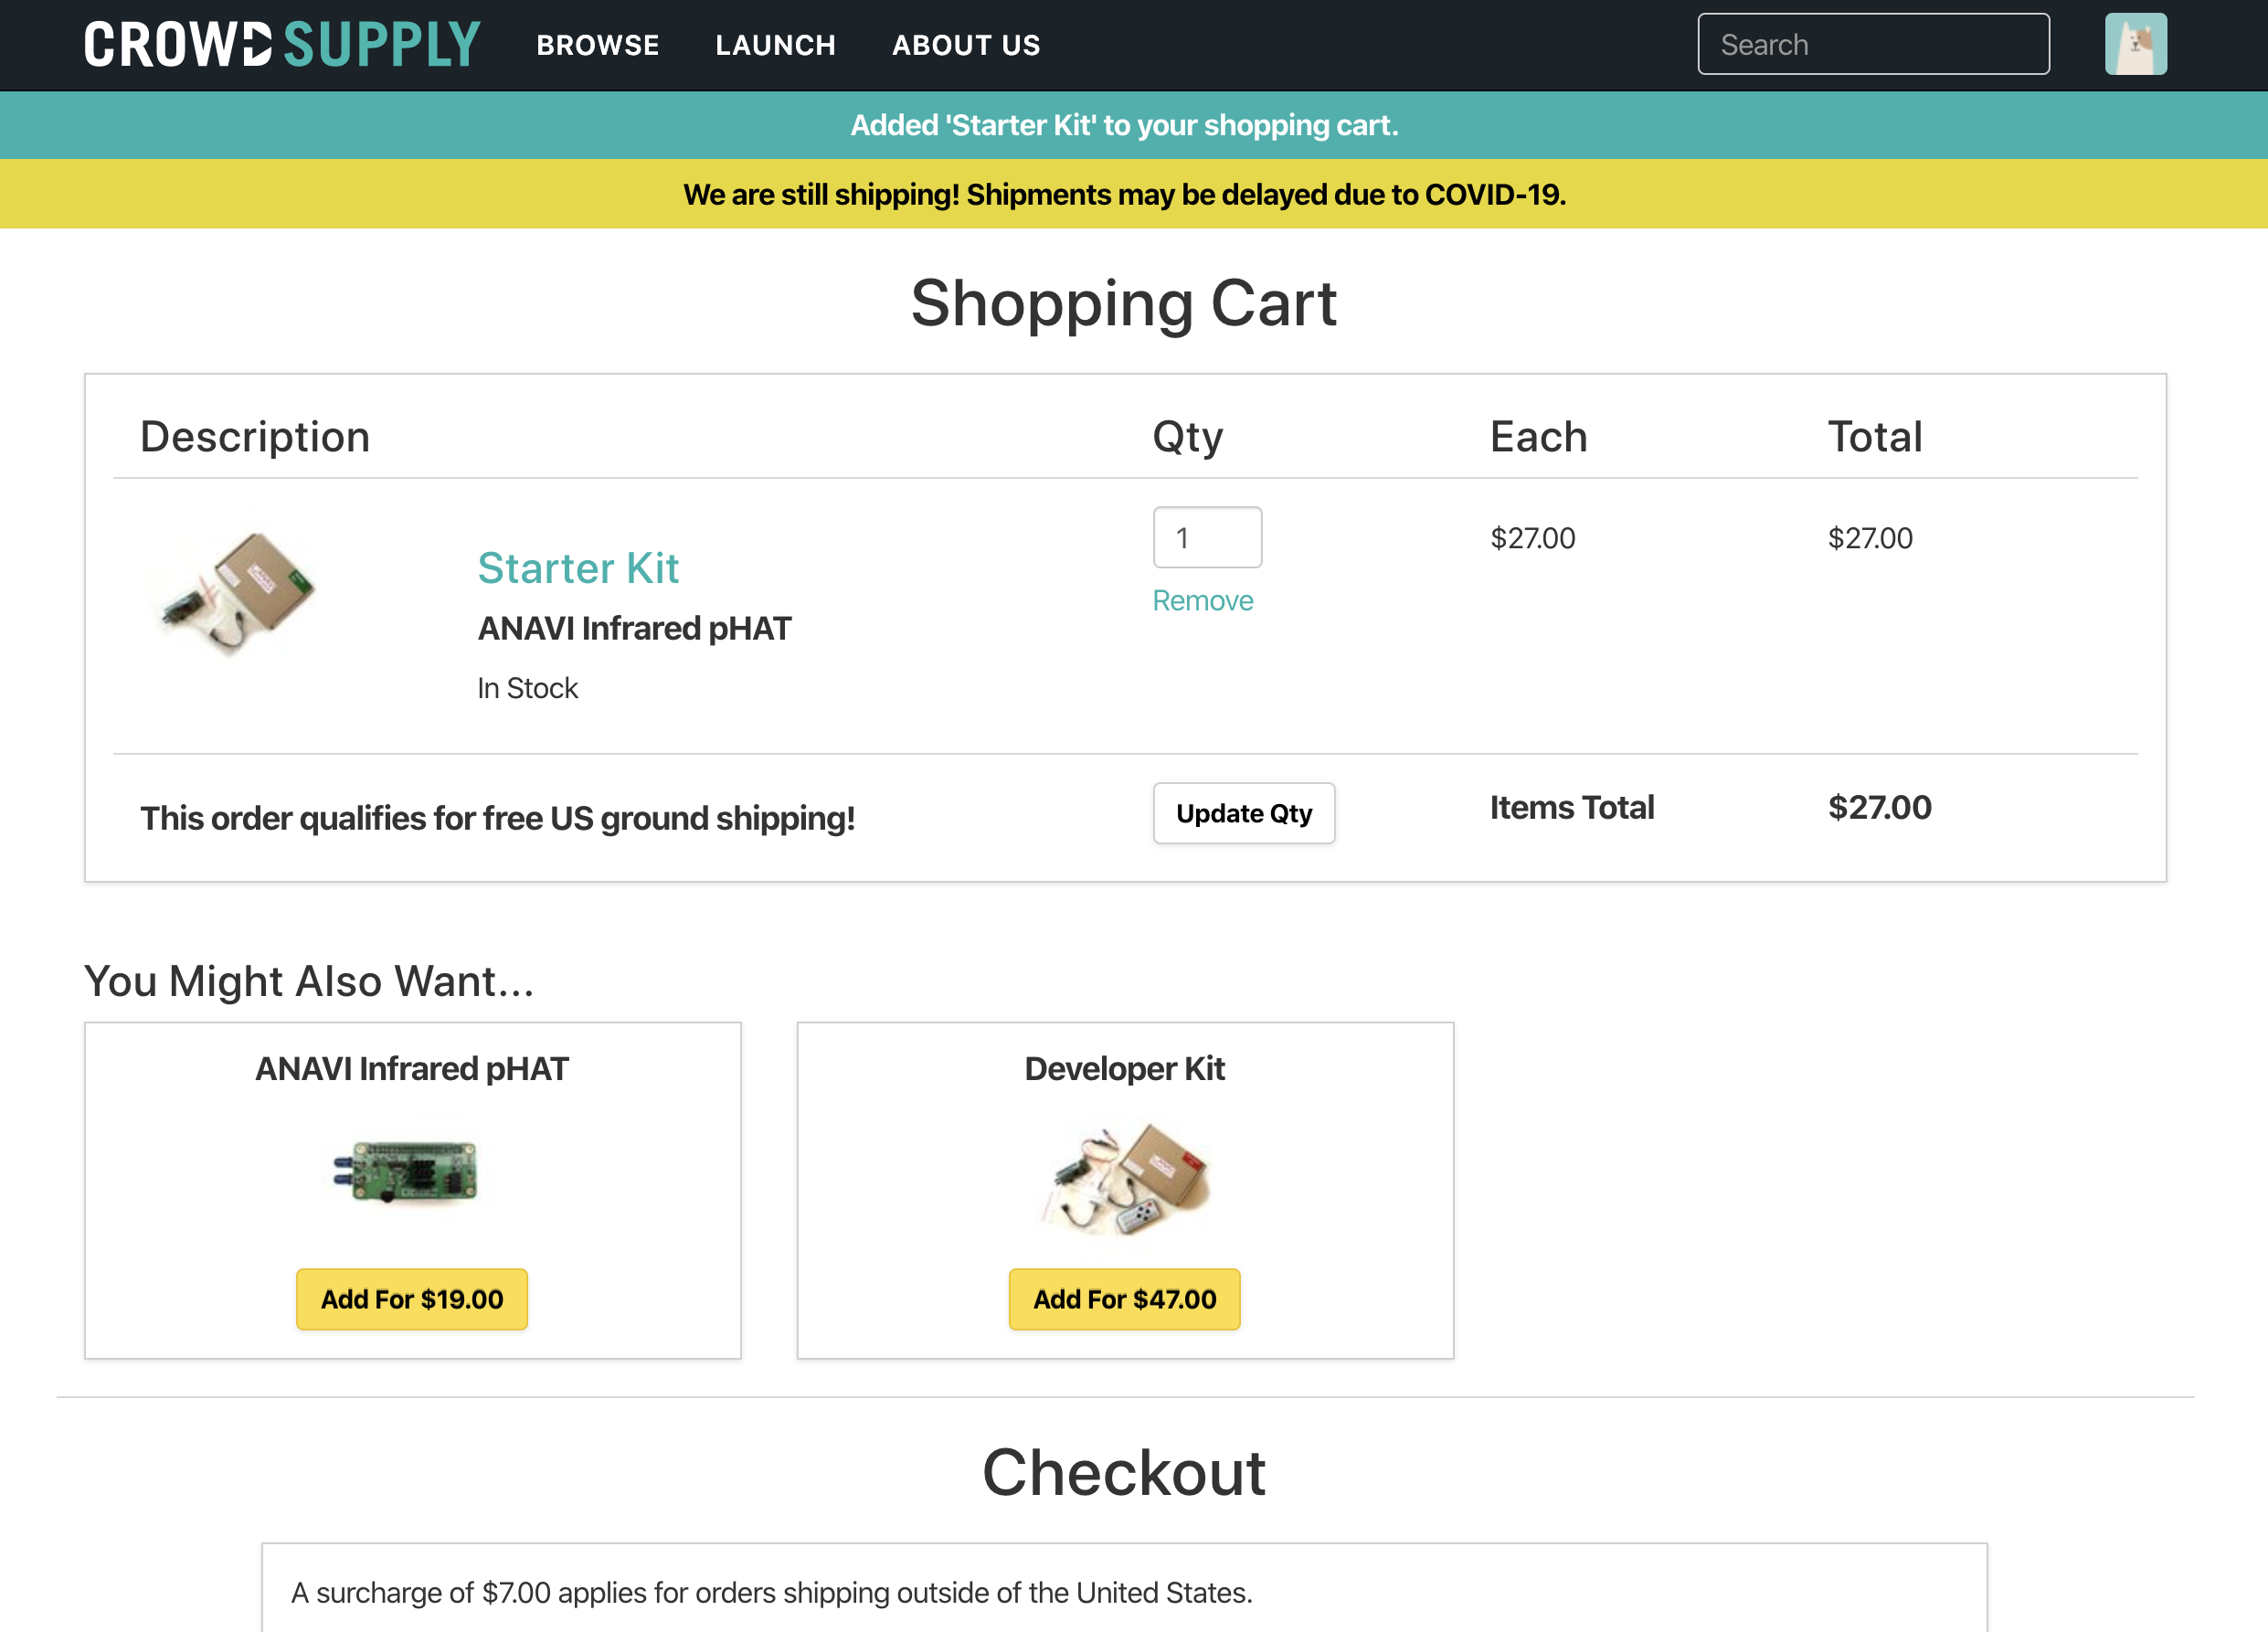 CROWD SUPPLY BROWSE LAUNCH ABOUT US Search
Added 'Starter Kit' to your shopping cart.
We are still shipping! Shipments may be delayed due to COVID-19.
Shopping Cart
Description Qty Each Total
1 $27.00 $27.00
Starter Kit
Remove
ANAVI Infrared pHAT
In Stock
This order qualifies for free US ground shipping! Update Qty Items Total $27.00
You Might Also Want...
ANAVI Infrared pHAT Developer Kit
Add For $19.00 Add For $47.00
Checkout
A surcharge of $7.00 applies for orders shipping outside of the United States.